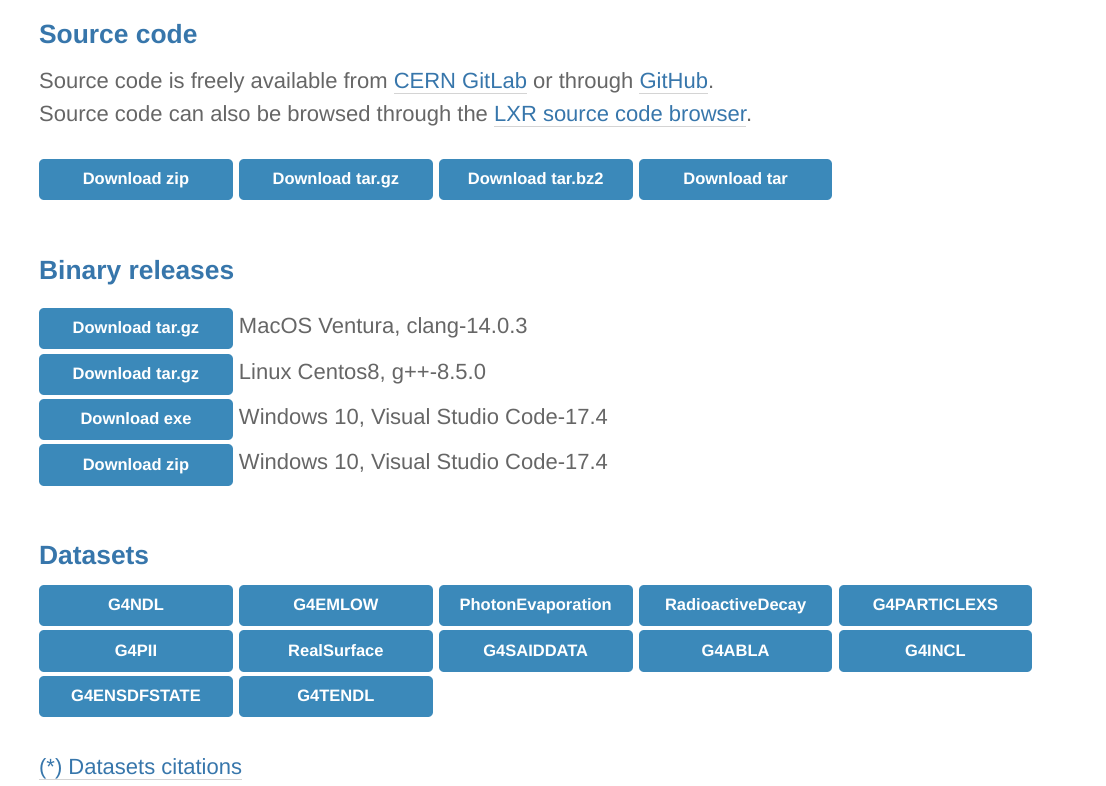 Source code
Source code is freely available from CERN GitLab or through GitHub.
Source code can also be browsed through the LXR source code browser.
Download zip Download tar.gz Download tar.bz2 Download tar
Binary releases
Download tar.gz MacOS Ventura, clang-14.0.3
Download tar.gz Linux Centos8, g++-8.5.0
Download exe Windows 10, Visual Studio Code-17.4
Download zip Windows 10, Visual Studio Code-17.4
Datasets
G4NDL G4EMLOW PhotonEvaporation RadioactiveDecay G4PARTICLEXS
G4PII RealSurface G4SAIDDATA G4ABLA G4INCL
G4ENSDFSTATE G4TENDL
(*) Datasets citations